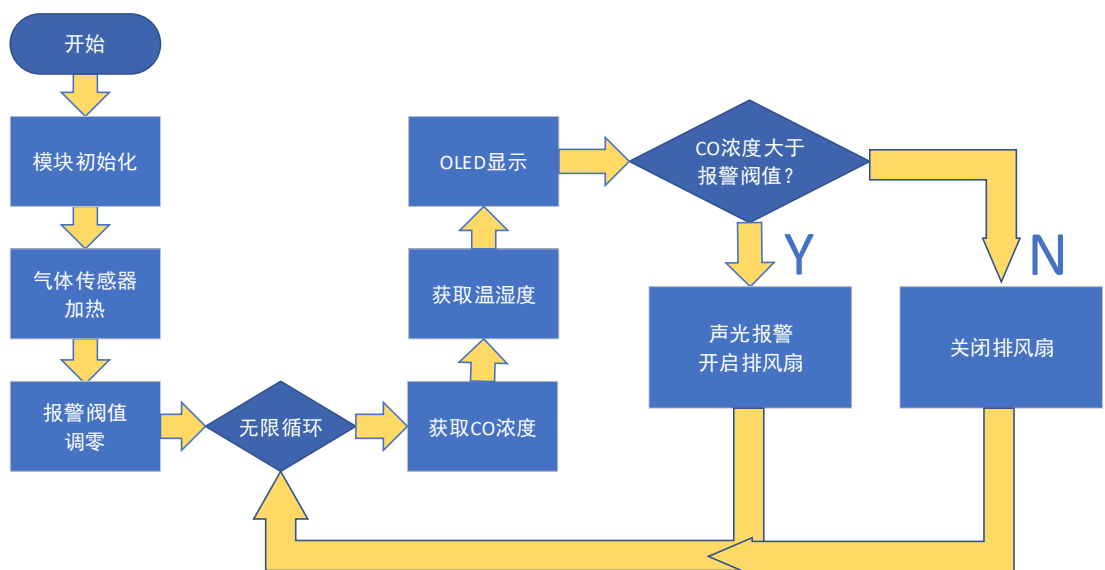 开始
模块初始化
气体传感器
加热
报警阀值
调零
无限循环
获取CO浓度
获取温湿度
OLED显示
CO浓度大于
报警阀值？
Y
N
声光报警
开启排风扇
关闭排风扇